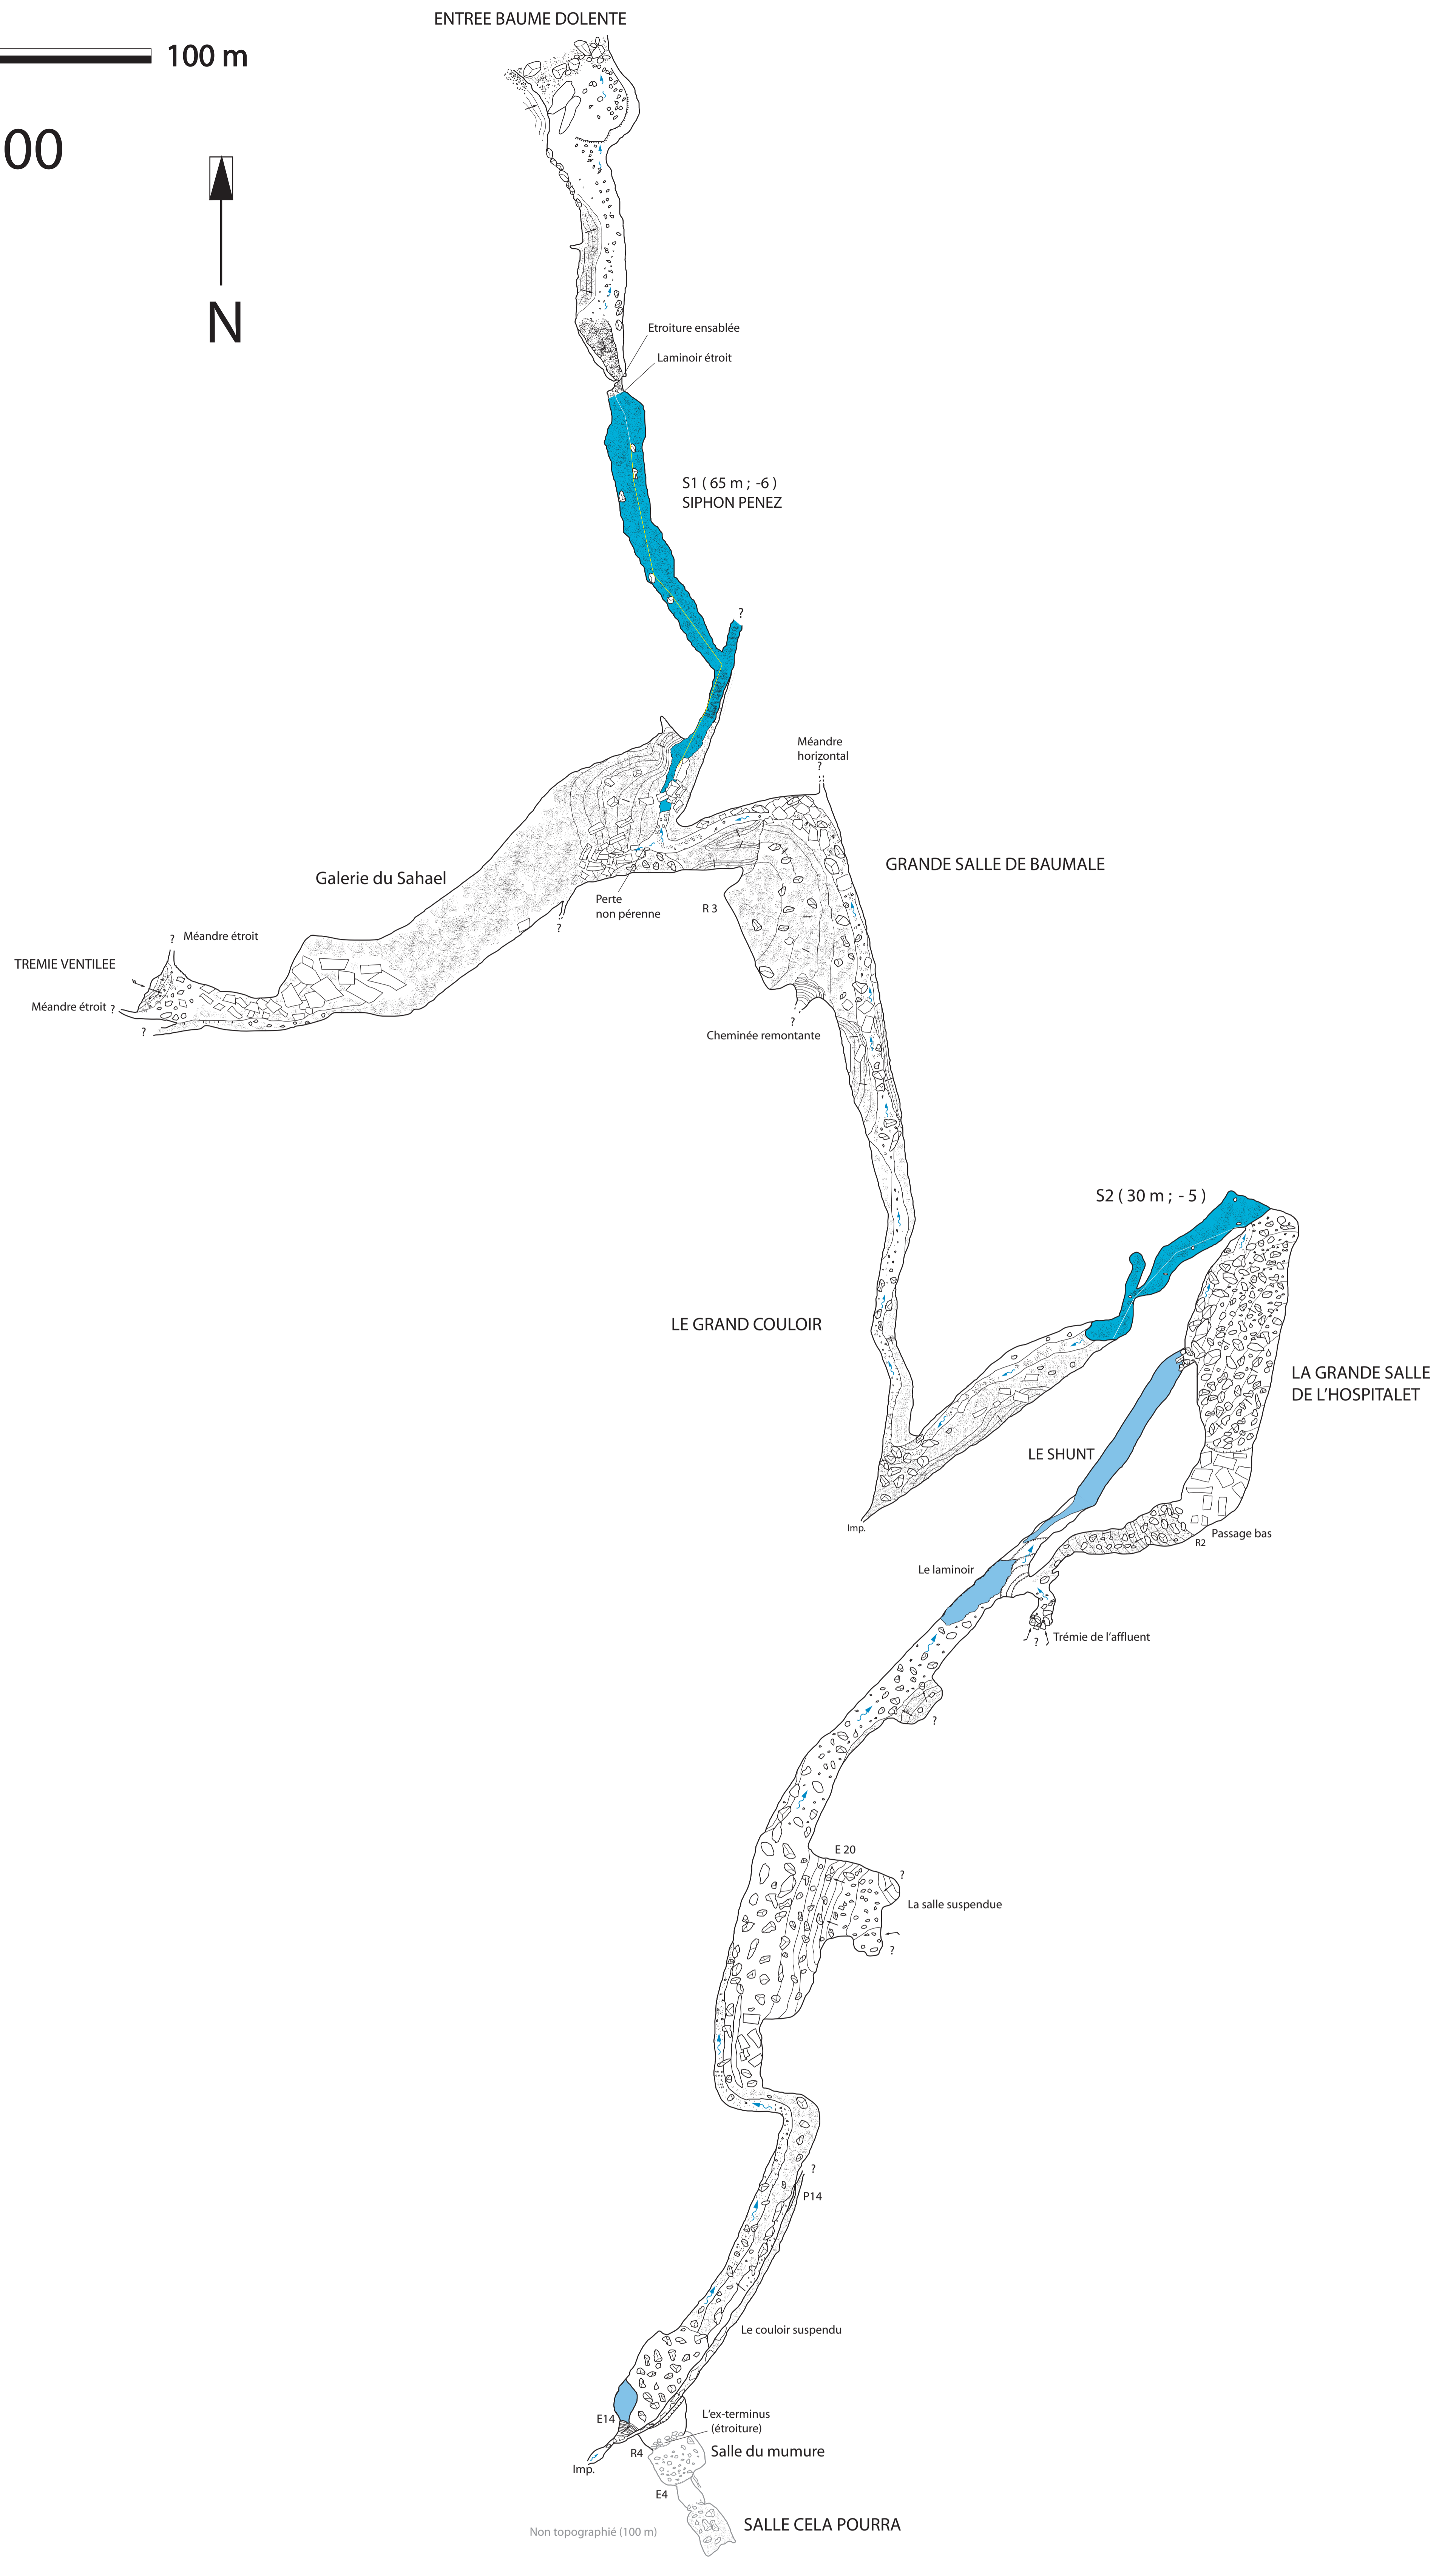 ENTREE BAUME DOLENTE
100 m
00
N
Etroiture ensablée
Laminoir étroit
S1 ( 65 m ; -6 )
SIPHON PENEZ
?
Méandre
horizontal
?
GRANDE SALLE DE BAUMALE
Galerie du Sahael
Perte
non pérenne
R 3
?
? Méandre étroit
TREMIE VENTILEE
Méandre étroit ?
?
?
Cheminée remontante
S2 ( 30 m ; - 5 )
LE GRAND COULOIR
LA GRANDE SALLE
DE L'HOSPITALET
LE SHUNT
Imp.
Passage bas
R2
Le laminoir
? Trémie de l'affluent
?
E 20
?
La salle suspendue
?
?
P14
Le couloir suspendu
L'ex-terminus
(étroiture)
E14
R4
Salle du mumure
Imp.
E4
SALLE CELA POURRA
Non topographié (100 m)